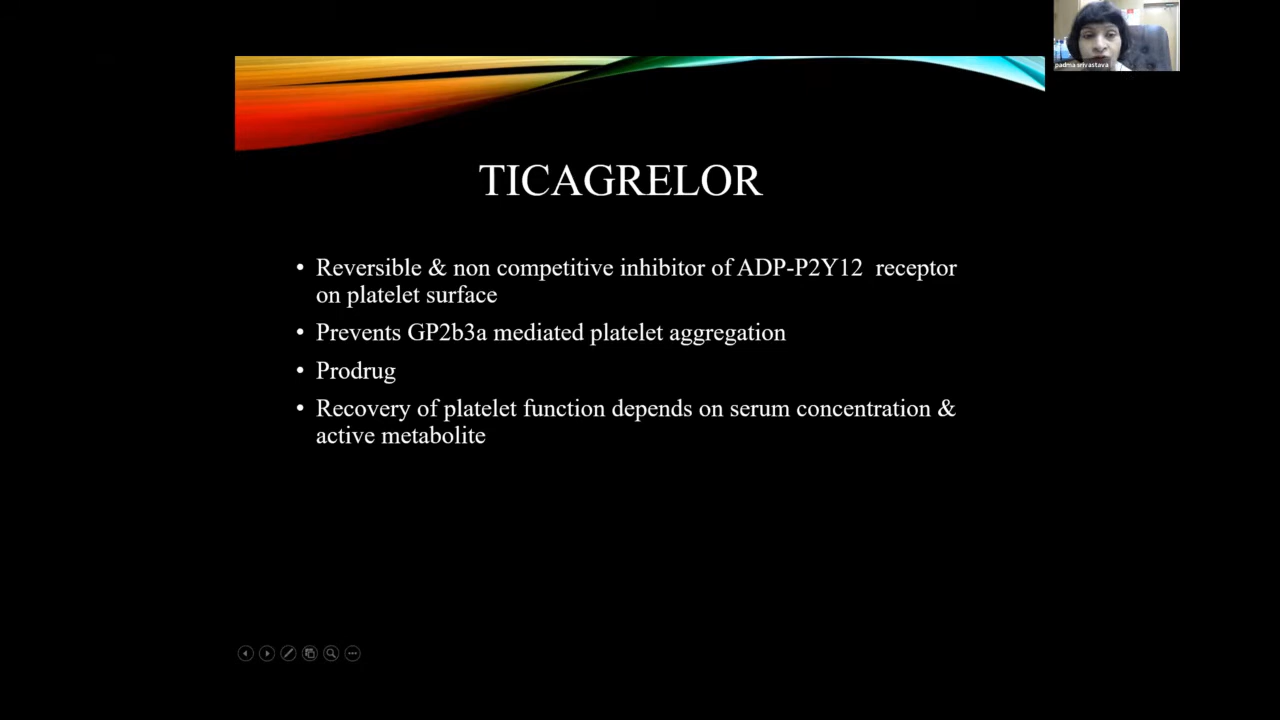 padma srivastava
TICAGRELOR
• Reversible & non competitive inhibitor of ADP-P2Y12 receptor
on platelet surface
• Prevents GP2b3a mediated platelet aggregation
• Prodrug
• Recovery of platelet function depends on serum concentration &
active metabolite